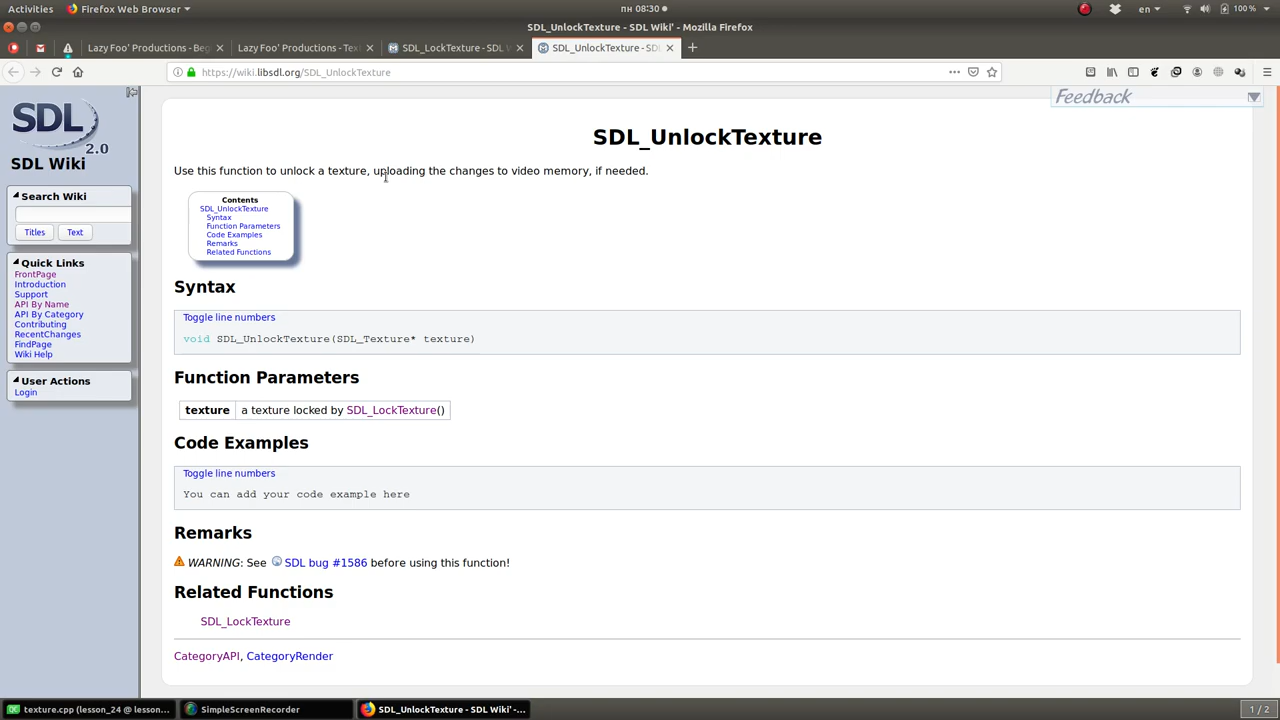 Activities
Firefox Web Browser
пн 08:30
en
100 %
SDL_UnlockTexture - SDL Wiki' - Mozilla Firefox
Lazy Foo' Productions - Beg
Lazy Foo' Productions - Tex
SDL_LockTexture - SDL W
SDL_UnlockTexture - SDL
https://wiki.libsdl.org/SDL_UnlockTexture
SDL
2.0
SDL Wiki
Search Wiki
Titles
Text
Quick Links
FrontPage
Introduction
Support
API By Name
API By Category
Contributing
RecentChanges
FindPage
Wiki Help
User Actions
Login
Feedback
SDL_UnlockTexture
Use this function to unlock a texture, uploading the changes to video memory, if needed.
Contents
SDL_UnlockTexture
Syntax
Function Parameters
Code Examples
Remarks
Related Functions
Syntax
Toggle line numbers
void SDL_UnlockTexture(SDL_Texture* texture)
Function Parameters
texture a texture locked by SDL_LockTexture()
Code Examples
Toggle line numbers
You can add your code example here
Remarks
WARNING: See SDL bug #1586 before using this function!
Related Functions
SDL_LockTexture
CategoryAPI, CategoryRender
texture.cpp (lesson_24 @ lesson...
SimpleScreenRecorder
SDL_UnlockTexture - SDL Wiki' -...
1 / 2